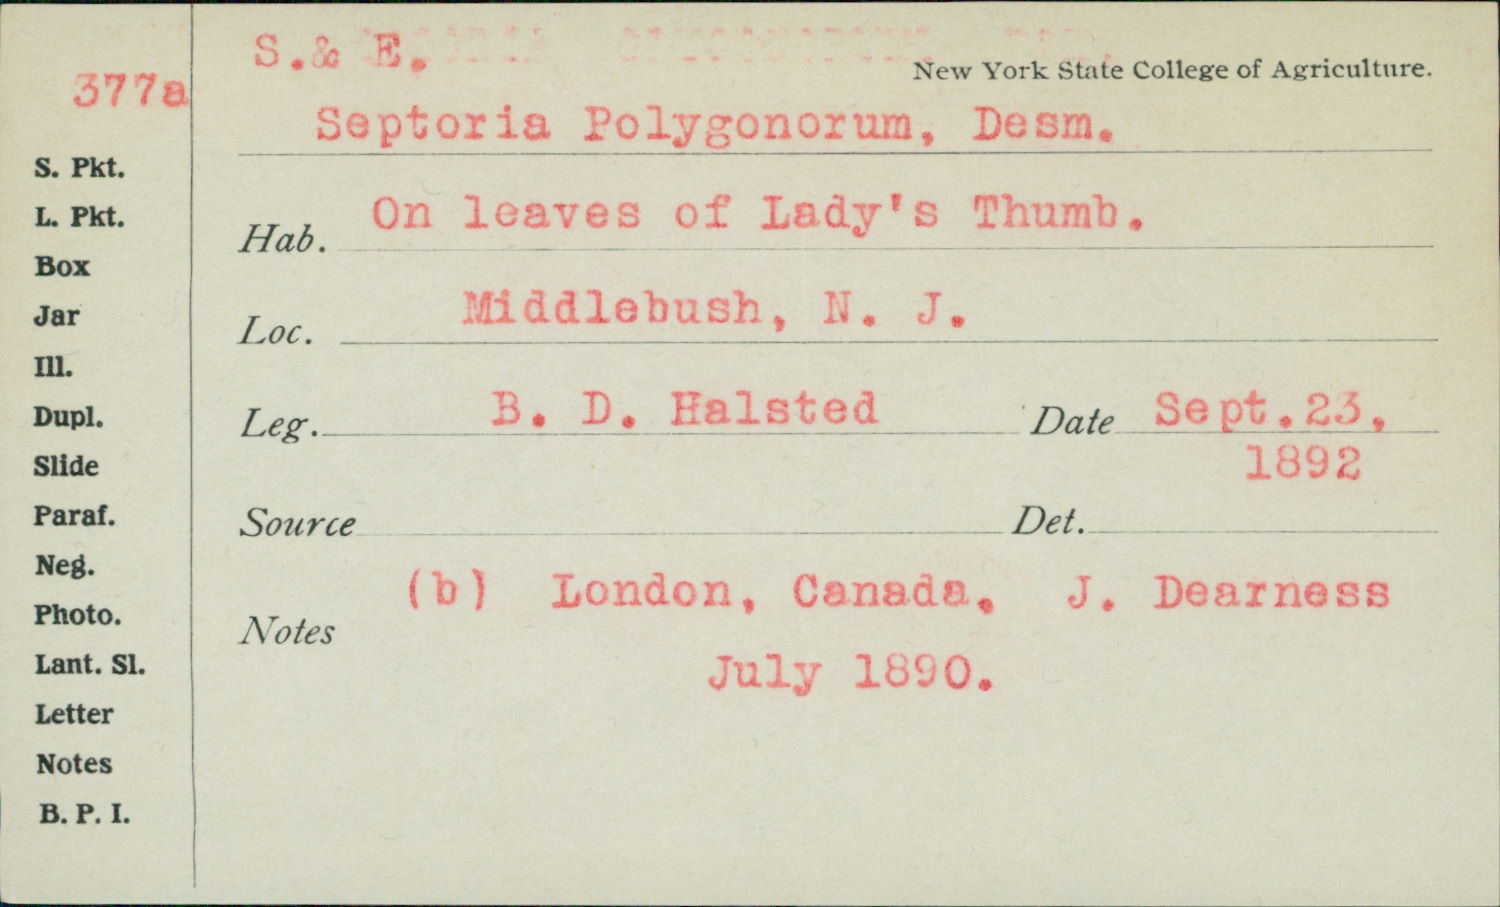 S.& E.
New York State College of Agriculture.
377a
Septoria Polygonorum, Desm.
S. Pkt.
L. Pkt.
Box
Jar
Ill.
Dupl.
Slide
Paraf.
Neg.
Photo.
Lant. Sl.
Letter
Notes
B. P. I.
Hab. On leaves of Lady's Thumb.
Loc. Middlebush, N. J.
Leg. B. D. Halsted Date Sept.23,
1892
Source Det.
Notes (b) London, Canada. J. Dearness
July 1890.